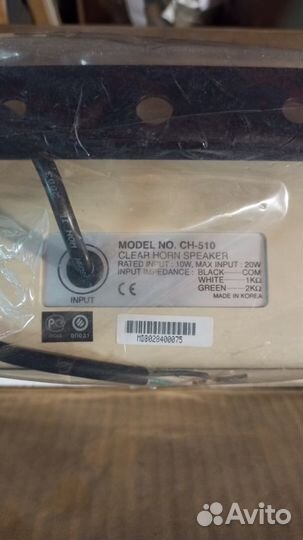 MODEL NO. CH-510
CLEAR HORN SPEAKER
RATED INPUT : 10W, MAX INPUT : 20W
INPUT IMPEDANCE : BLACK COM
WHITE 1KΩ
GREEN 2KΩ
INPUT
CE
MADE IN KOREA
MDB028400075
Avito